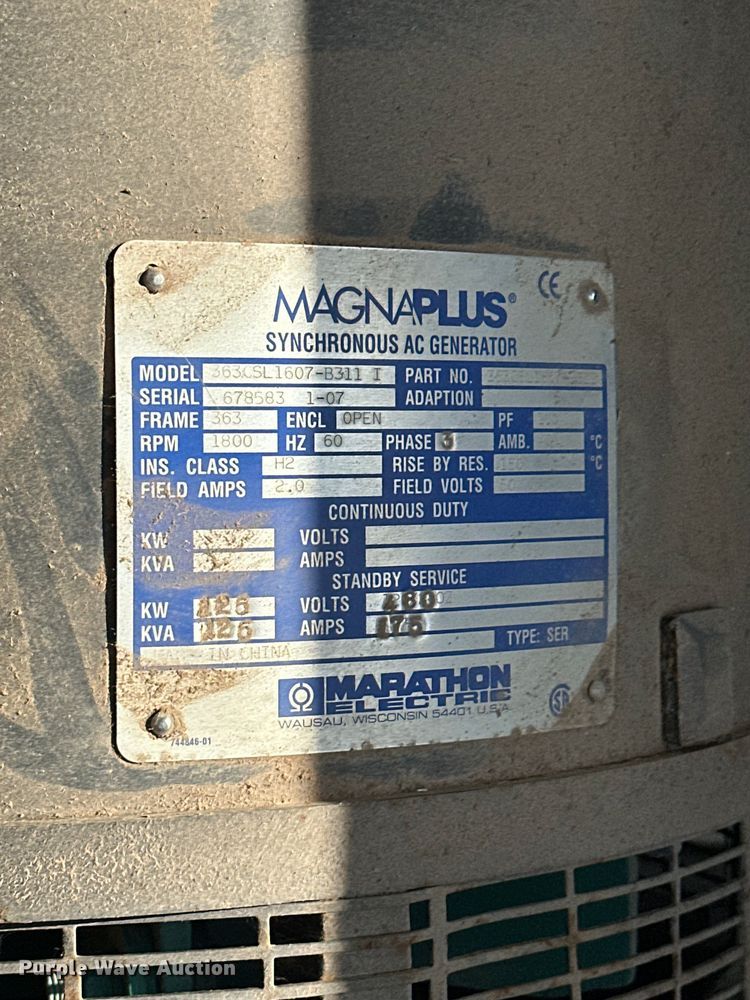 MAGNAPLUS®
CE
SYNCHRONOUS AC GENERATOR
MODEL 363CSL1607-B311 I PART NO.
SERIAL 678583 1-07 ADAPTION
FRAME 363 ENCL OPEN PF
RPM 1800 HZ 60 PHASE 3 AMB. °C
INS. CLASS H2 RISE BY RES. °C
FIELD AMPS 2.0 FIELD VOLTS
CONTINUOUS DUTY
KW VOLTS
KVA AMPS
STANDBY SERVICE
KW VOLTS
KVA AMPS 175 TYPE: SER
IN CHINA
MARATHON
ELECTRIC
WAUSAU, WISCONSIN 54401 U.S.A.
744846-01
Purple Wave Auction